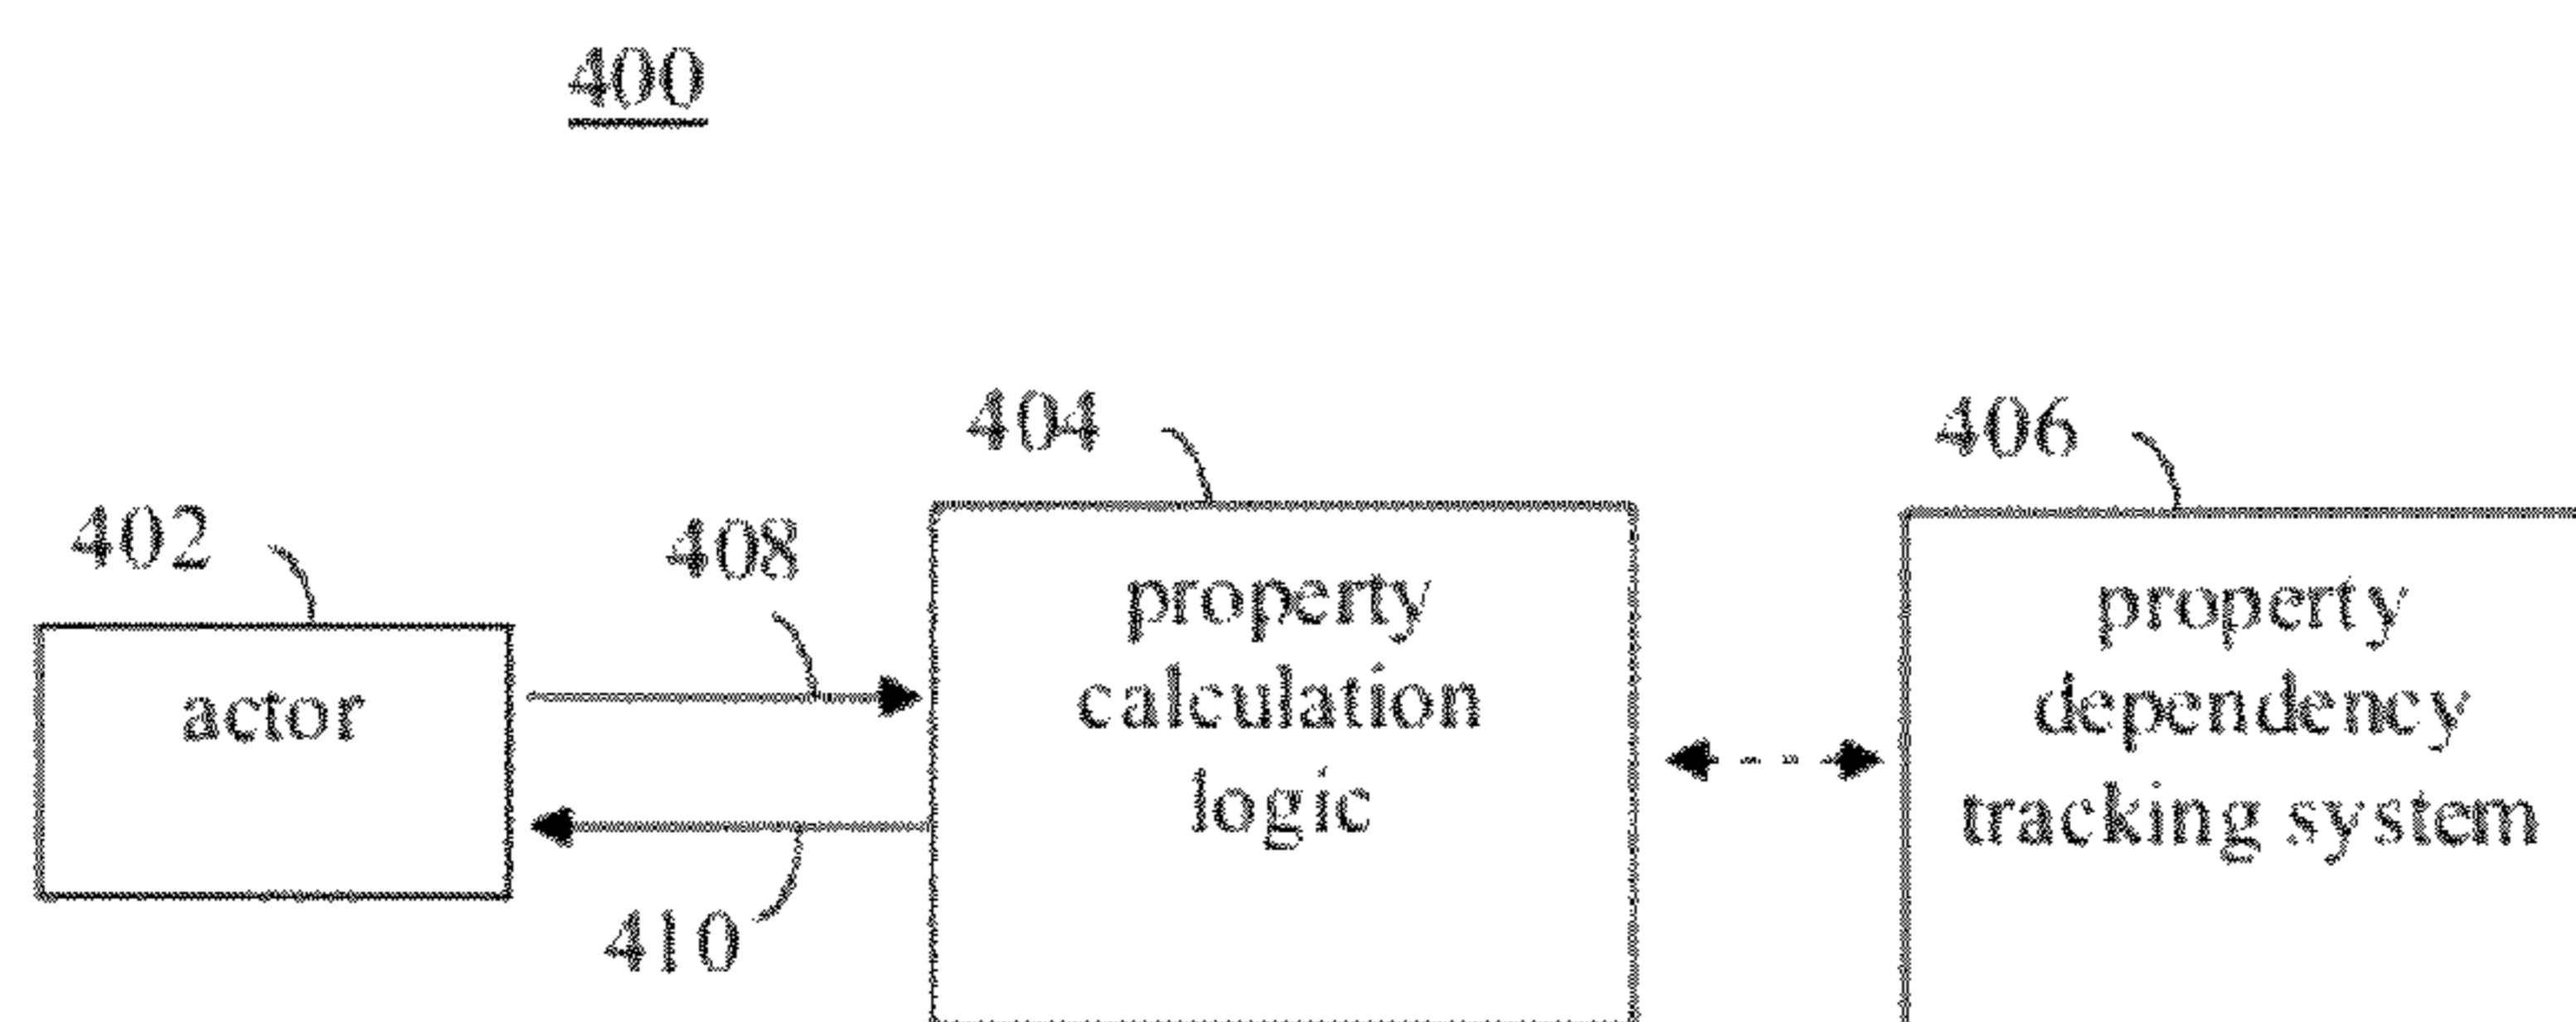 400
404
406
402
408
actor
property
calculation
logic
property
dependency
tracking system
410